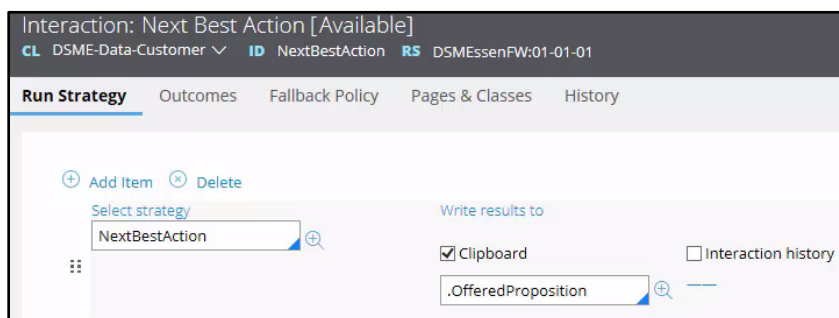 Interaction: Next Best Action [Available]
CL DSME-Data-Customer ID NextBestAction RS DSMEssenFW:01-01-01
Run Strategy Outcomes Fallback Policy Pages & Classes History
Add Item Delete
Select strategy Write results to
NextBestAction
Clipboard Interaction history
.OfferedProposition